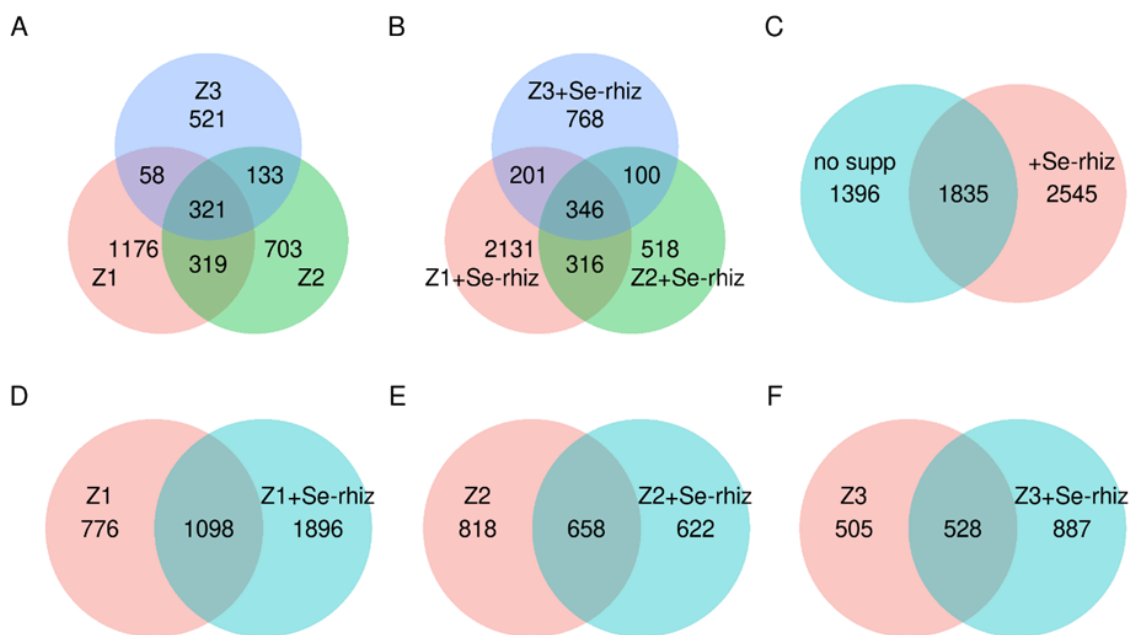 A
B
C
Z3
521
58
133
321
1176
703
319
Z1
Z2
Z3+Se-rhiz
768
201
100
346
2131
518
316
Z1+Se-rhiz
Z2+Se-rhiz
no supp
+Se-rhiz
1396
1835
2545
D
E
F
Z1
Z1+Se-rhiz
776
1098
1896
Z2
Z2+Se-rhiz
818
658
622
Z3
Z3+Se-rhiz
505
528
887